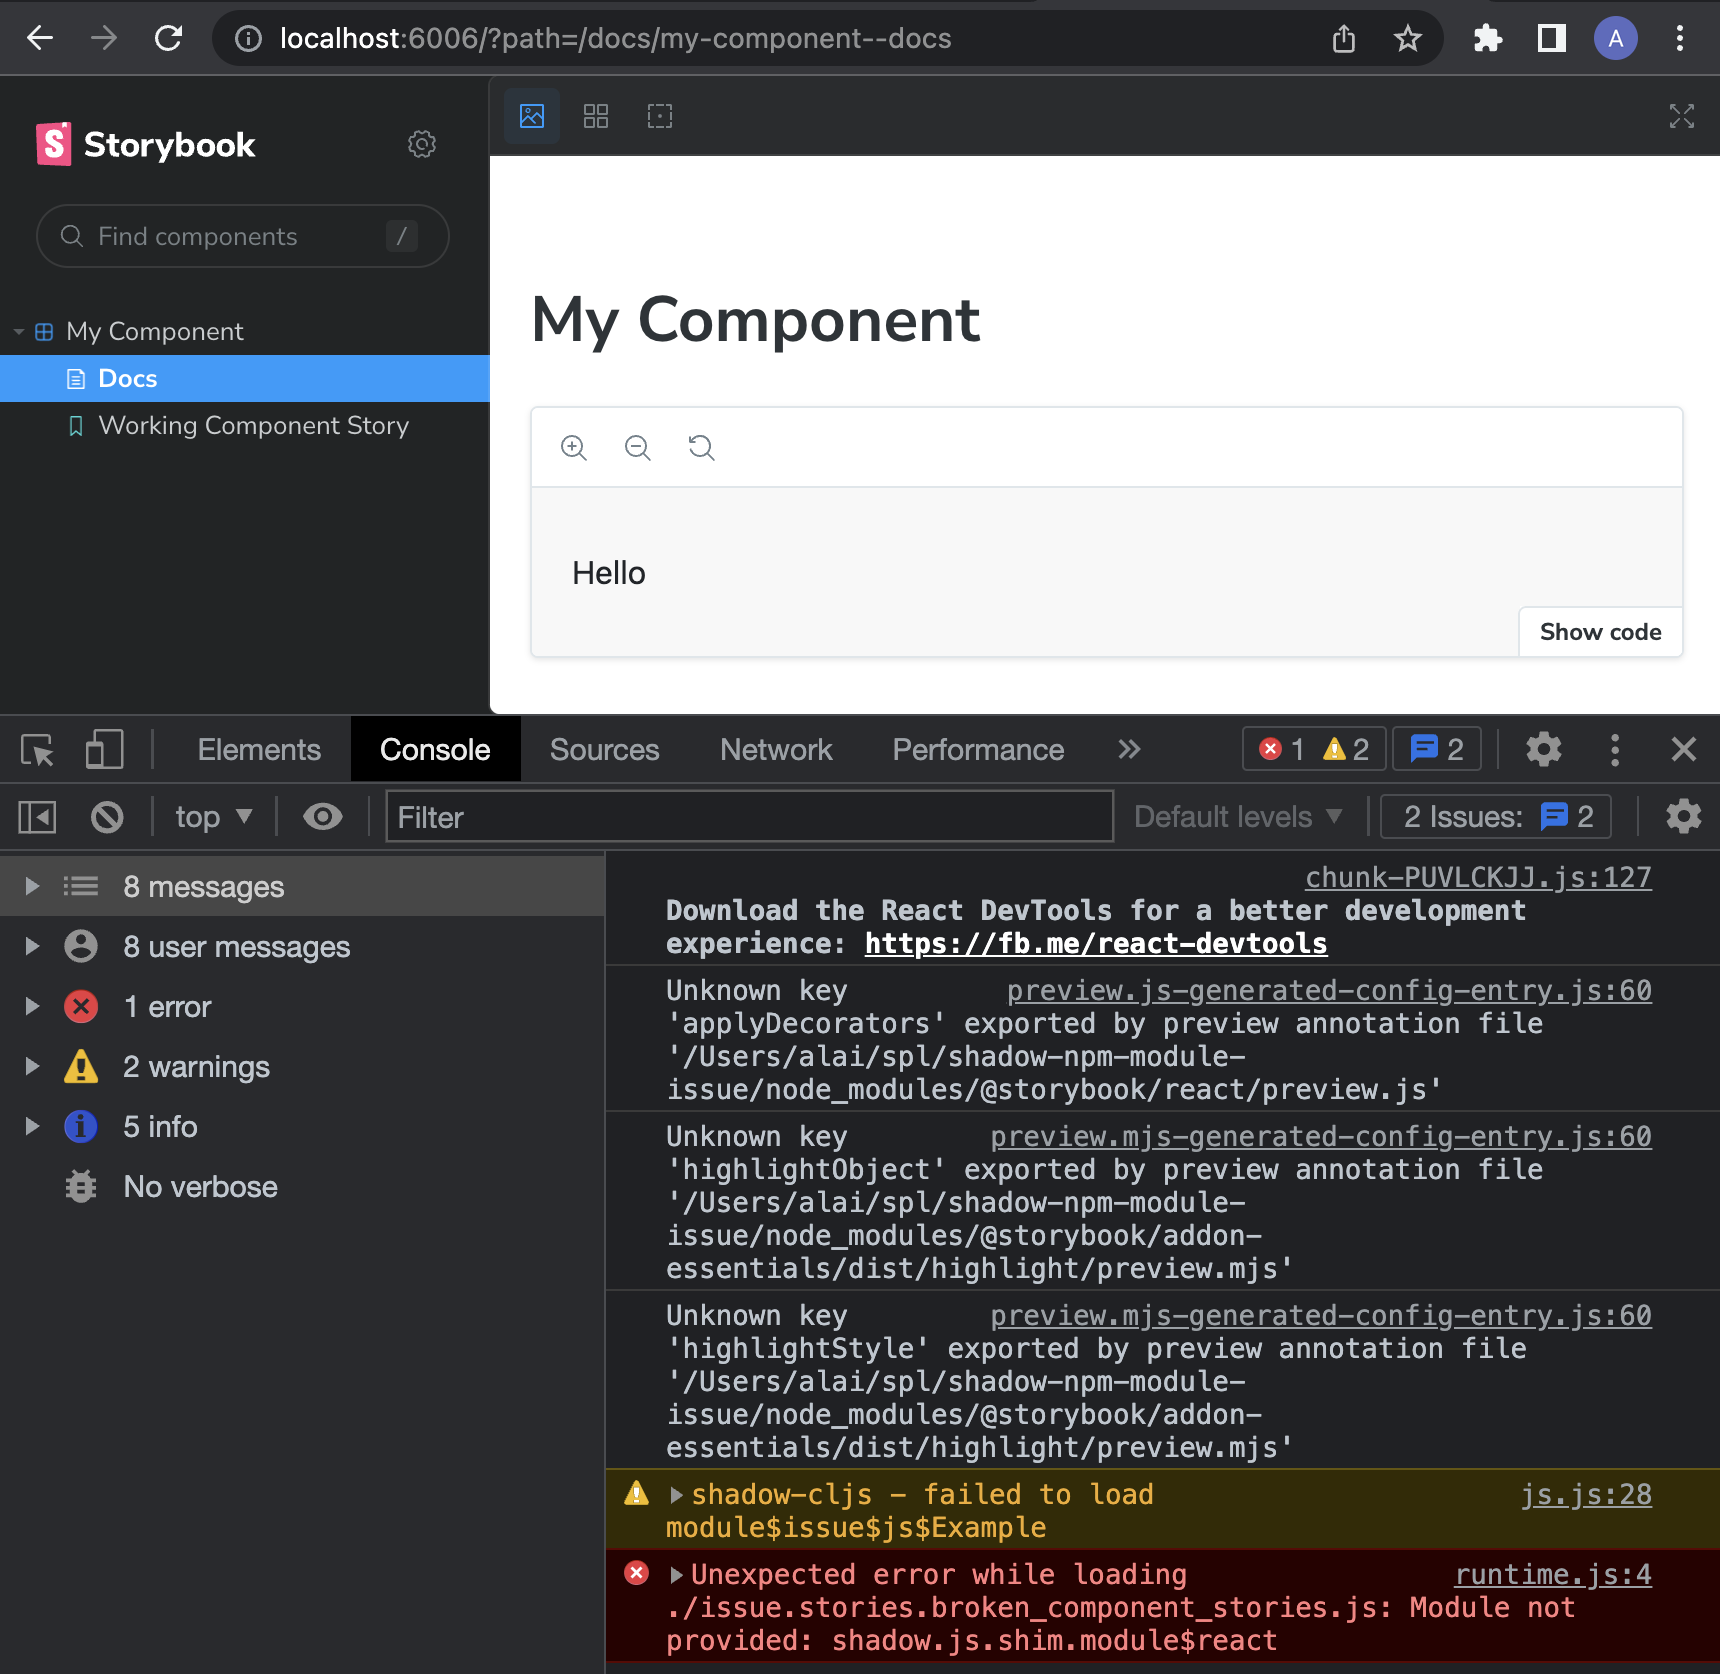 localhost:6006/?path=/docs/my-component--docs
A
S Storybook
Find components /
My Component
Docs
Working Component Story
My Component
Hello
Show code
Elements Console Sources Network Performance » 1 2 2
top Filter Default levels 2 Issues: 2
8 messages
8 user messages
1 error
2 warnings
5 info
No verbose
chunk-PUVLCKJJ.js:127
Download the React DevTools for a better development
experience: https://fb.me/react-devtools
Unknown key preview.js-generated-config-entry.js:60
'applyDecorators' exported by preview annotation file
'/Users/alai/spl/shadow-npm-module-
issue/node_modules/@storybook/react/preview.js'
Unknown key preview.mjs-generated-config-entry.js:60
'highlightObject' exported by preview annotation file
'/Users/alai/spl/shadow-npm-module-
issue/node_modules/@storybook/addon-
essentials/dist/highlight/preview.mjs'
Unknown key preview.mjs-generated-config-entry.js:60
'highlightStyle' exported by preview annotation file
'/Users/alai/spl/shadow-npm-module-
issue/node_modules/@storybook/addon-
essentials/dist/highlight/preview.mjs'
shadow-cljs - failed to load js.js:28
module$issue$js$Example
Unexpected error while loading runtime.js:4
./issue.stories.broken_component_stories.js: Module not
provided: shadow.js.shim.module$react